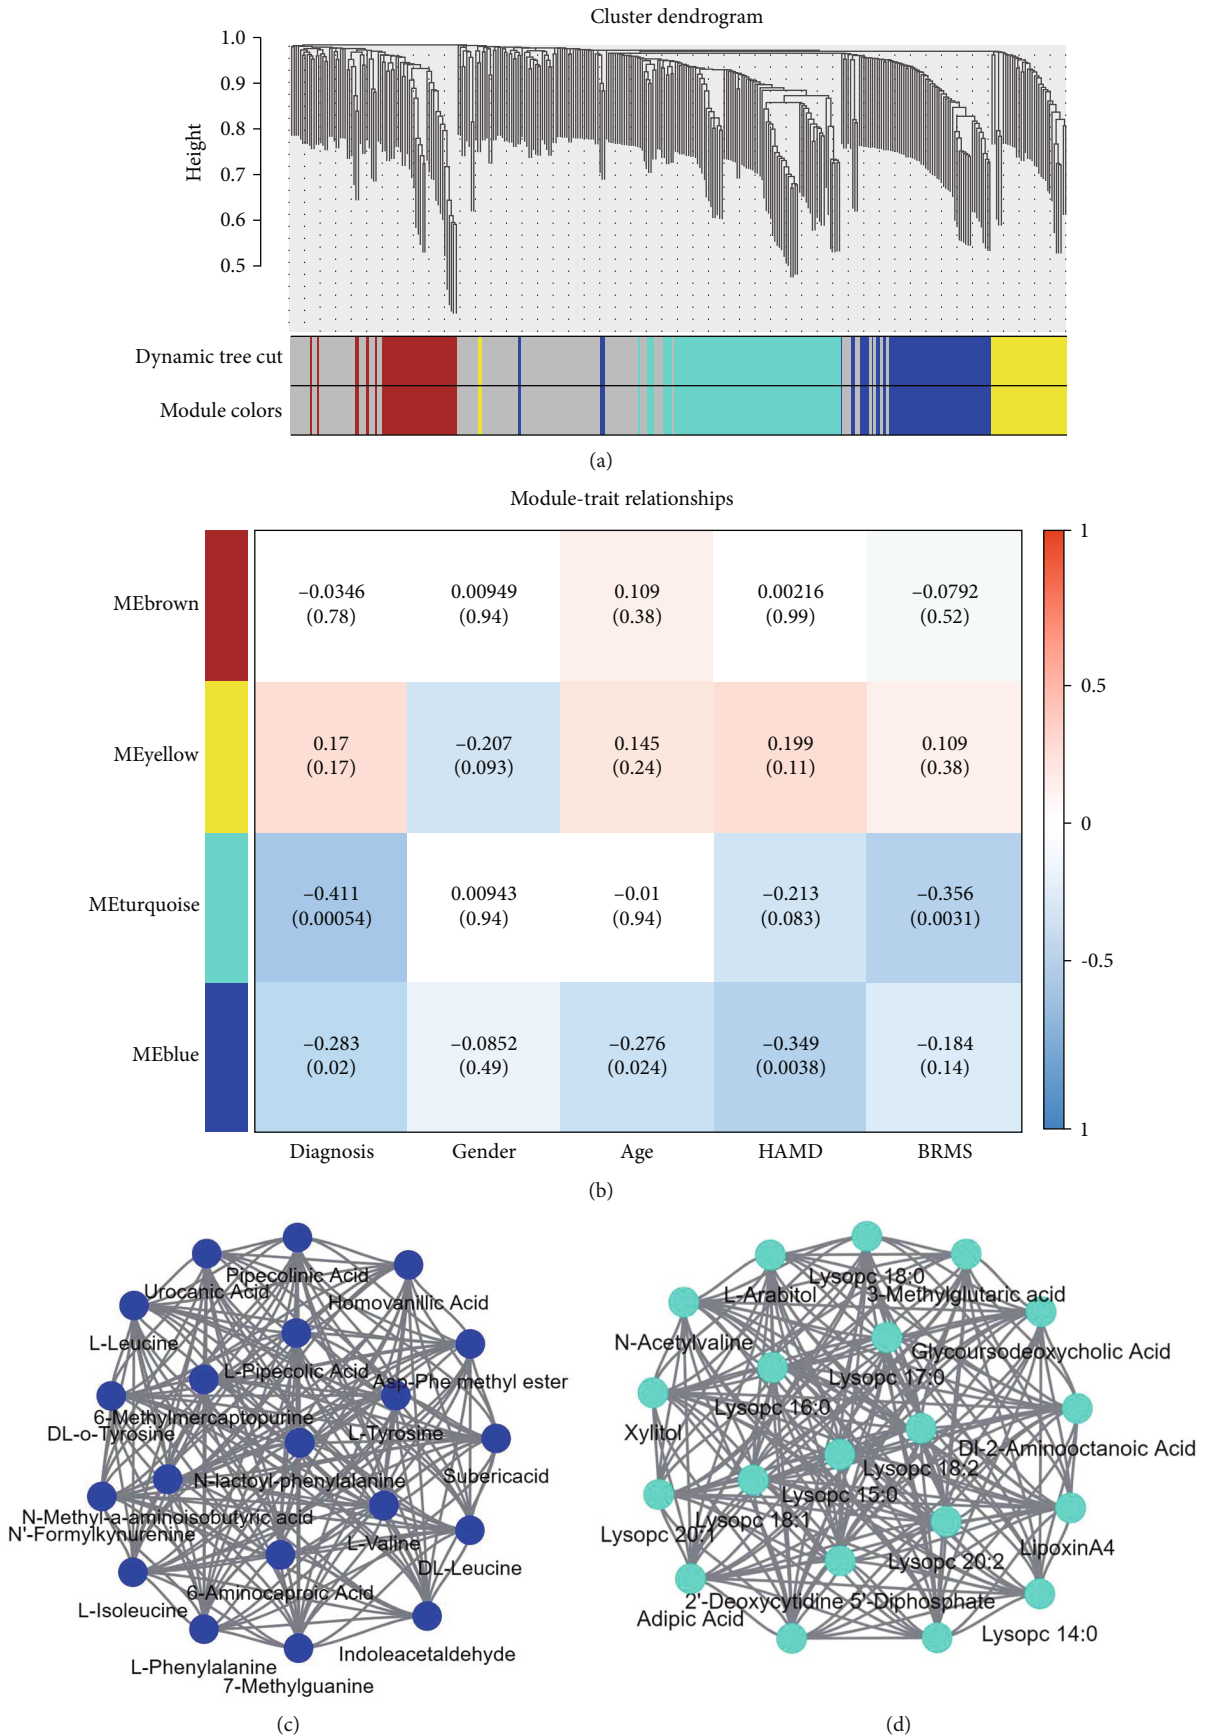 Cluster dendrogram
1.0
0.9
0.8
0.7
0.6
0.5
Height
Dynamic tree cut
Module colors
(a)
Module-trait relationships
MEbrown
−0.0346
(0.78)
0.00949
(0.94)
0.109
(0.38)
0.00216
(0.99)
−0.0792
(0.52)
MEyellow
0.17
(0.17)
−0.207
(0.093)
0.145
(0.24)
0.199
(0.11)
0.109
(0.38)
MEturquoise
−0.411
(0.00054)
0.00943
(0.94)
−0.01
(0.94)
−0.213
(0.083)
−0.356
(0.0031)
MEblue
−0.283
(0.02)
−0.0852
(0.49)
−0.276
(0.024)
−0.349
(0.0038)
−0.184
(0.14)
1
0.5
0
-0.5
1
Diagnosis
Gender
Age
HAMD
BRMS
(b)
Pipecolinic Acid
Urocanic Acid
Homovanillic Acid
L-Leucine
L-Pipecolic Acid
Asp-Phe methyl ester
6-Methylmercaptopurine
DL-o-Tyrosine
L-Tyrosine
Subericacid
N-lactoyl-phenylalanine
N-Methyl-a-aminoisobutyric acid
N'-Formylkynurenine
L-Valine
DL-Leucine
6-Aminocaproic Acid
L-Isoleucine
Indoleacetaldehyde
L-Phenylalanine
7-Methylguanine
(c)
Lysopc 18:0
L-Arabitol
3-Methylglutaric acid
N-Acetylvaline
Glycoursodeoxycholic Acid
Lysopc 17:0
Lysopc 16:0
Xylitol
Dl-2-Aminooctanoic Acid
Lysopc 18:2
Lysopc 15:0
Lysopc 18:1
Lysopc 20:1
LipoxinA4
Lysopc 20:2
2'-Deoxycytidine 5'-Diphosphate
Adipic Acid
Lysopc 14:0
(d)